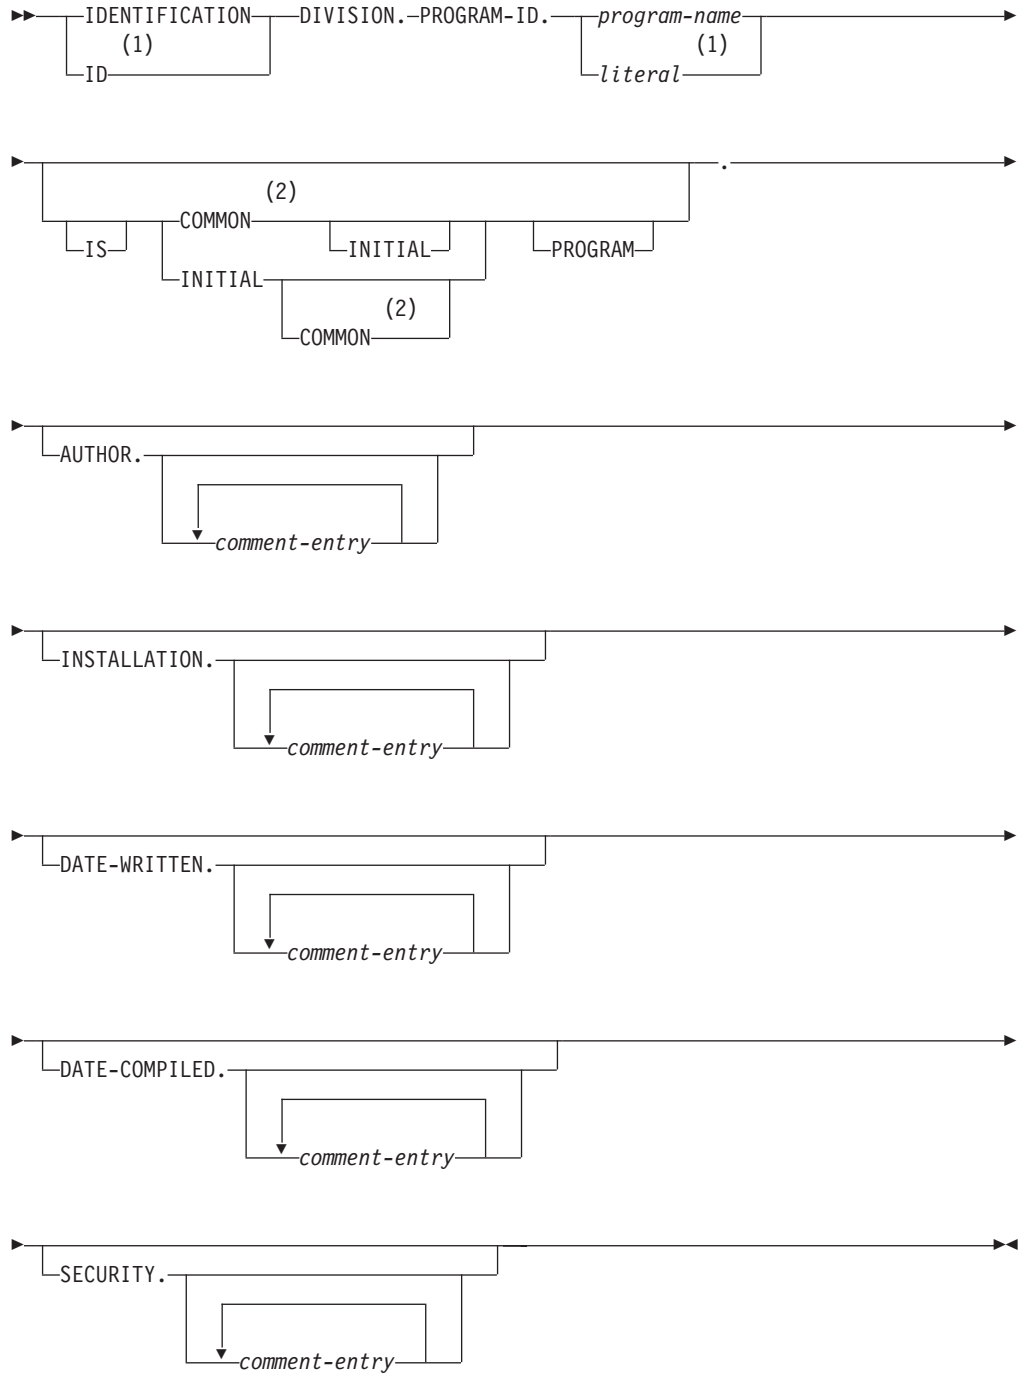 IDENTIFICATION DIVISION. PROGRAM-ID. program-name
(1) (1)
ID literal
.
(2)
COMMON
IS INITIAL PROGRAM
INITIAL
(2)
COMMON
AUTHOR.
comment-entry
INSTALLATION.
comment-entry
DATE-WRITTEN.
comment-entry
DATE-COMPILED.
comment-entry
SECURITY.
comment-entry